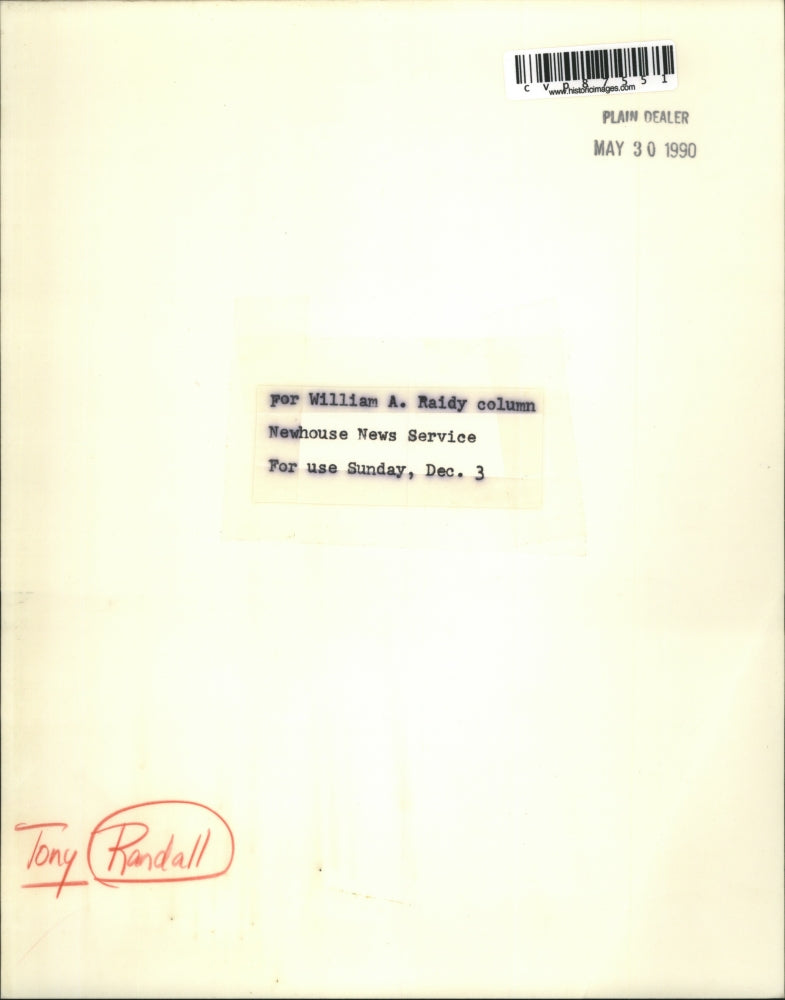 cvp87551
www.historicimages.com
PLAIN DEALER
MAY 30 1990
For William A. Raidy column
Newhouse News Service
For use Sunday, Dec. 3
Tony Randall